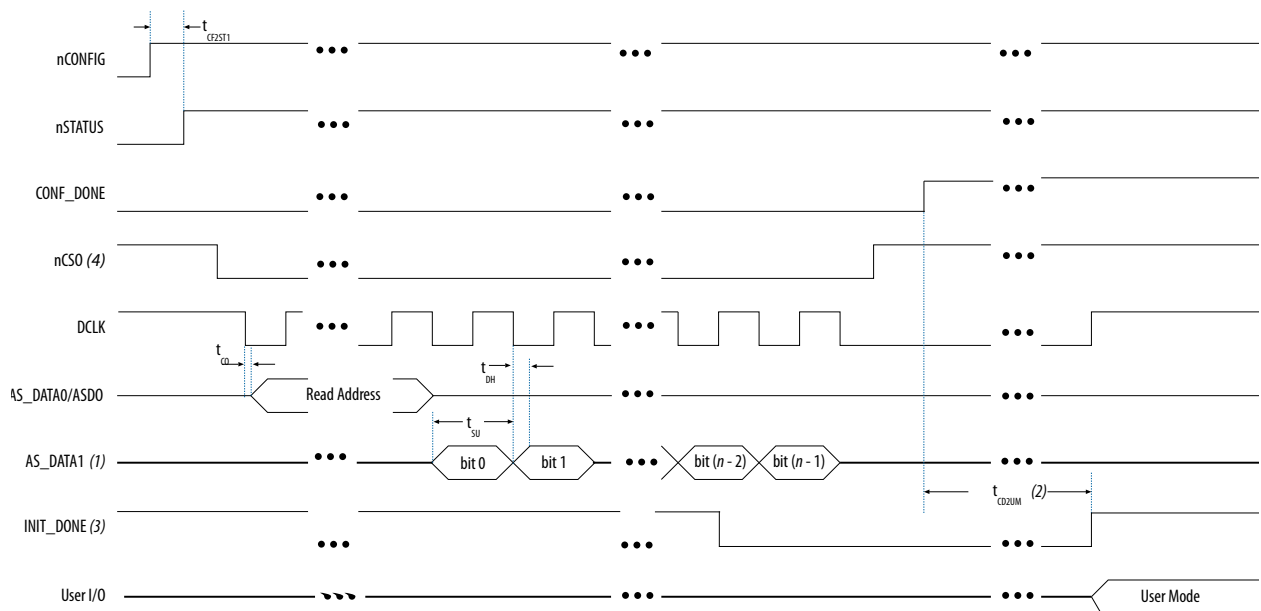 t CF2ST1
nCONFIG
nSTATUS
CONF_DONE
nCSO (4)
DCLK
t CO
t DH
AS_DATA0/ASDO
Read Address
t SU
AS_DATA1 (1)
bit 0
bit 1
bit (n - 2)
bit (n - 1)
t CD2UM (2)
INIT_DONE (3)
User I/O
User Mode